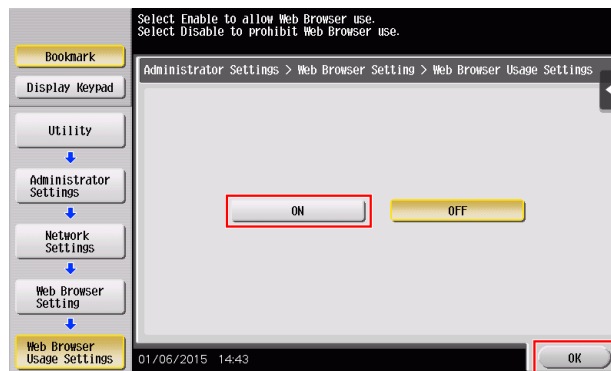 Select Enable to allow Web Browser use.
Select Disable to prohibit Web Browser use.
Bookmark
Display Keypad
Administrator Settings > Web Browser Setting > Web Browser Usage Settings
Utility
Administrator
Settings
Network
Settings
Web Browser
Setting
Web Browser
Usage Settings
ON
OFF
01/06/2015 14:43
OK